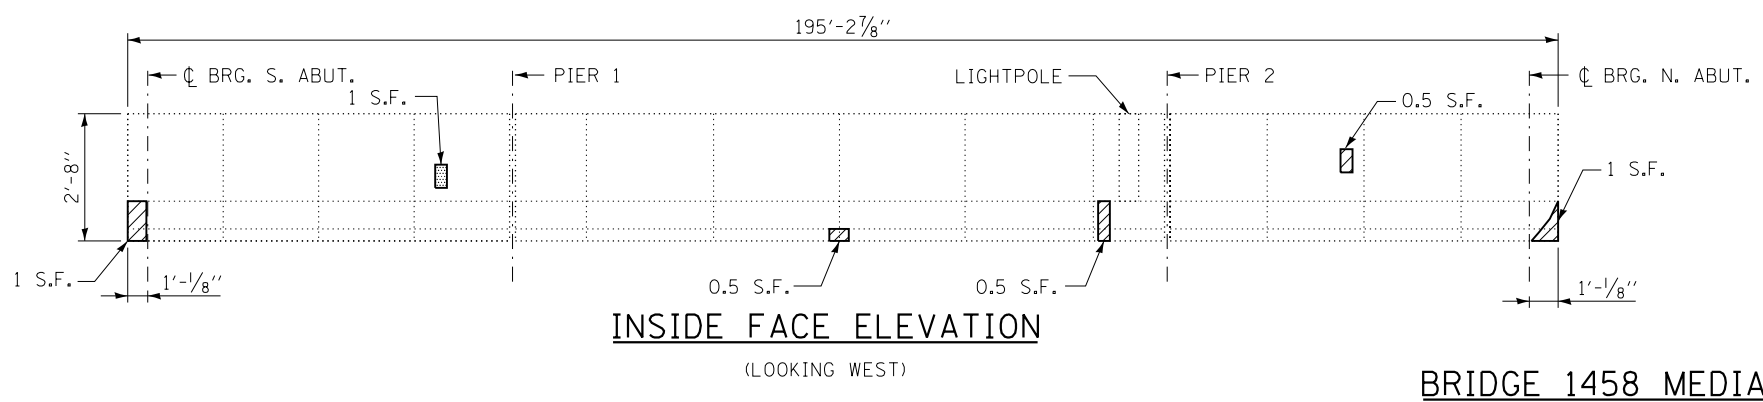 195'-2⅞"
℄ BRG. S. ABUT.
PIER 1
LIGHTPOLE
PIER 2
℄ BRG. N. ABUT.
1 S.F.
0.5 S.F.
2'-8"
1 S.F.
1 S.F.
1'-⅛"
0.5 S.F.
0.5 S.F.
1'-⅛"
INSIDE FACE ELEVATION
(LOOKING WEST)
BRIDGE 1458 MEDIA